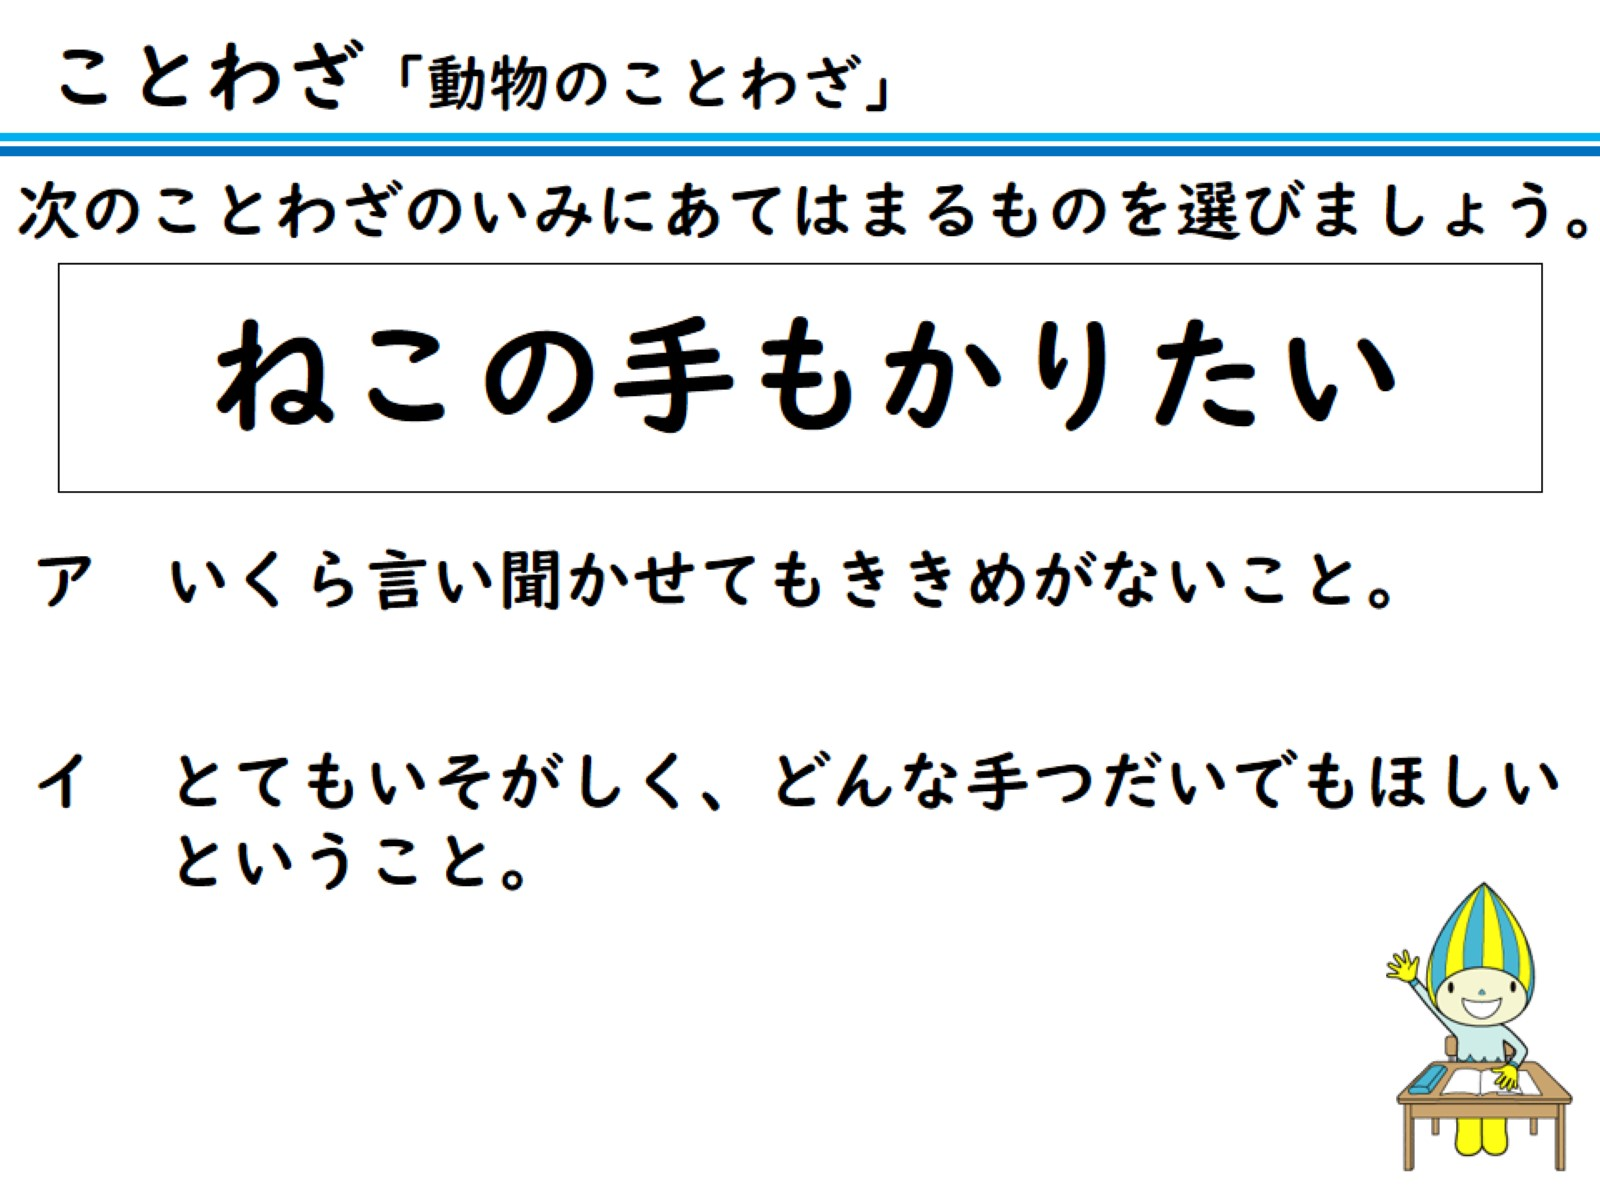 ことわざ「動物のことわざ」
次のことわざのいみにあてはまるものを選びましょう。
ねこの手もかりたい
ア　いくら言い聞かせてもききめがないこと。
イ　とてもいそがしく、どんな手つだいでもほしい
ということ。